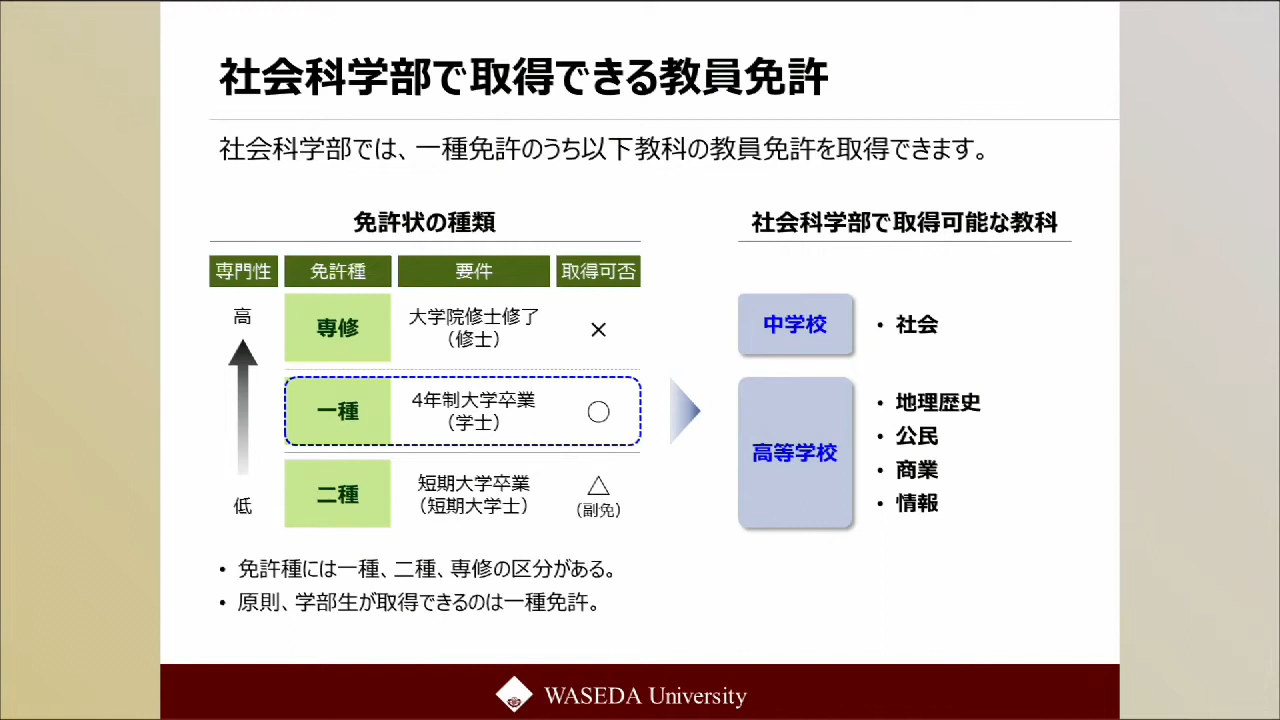 社会科学部で取得できる教員免許
社会科学部では、一種免許のうち以下教科の教員免許を取得できます。
免許状の種類
専門性 免許種 要件 取得可否
高
専修
大学院修士修了
（修士）
×
一種
4年制大学卒業
（学士）
○
低
二種
短期大学卒業
（短期大学士）
△
（副免）
社会科学部で取得可能な教科
中学校
• 社会
高等学校
• 地理歴史
• 公民
• 商業
• 情報
• 免許種には一種、二種、専修の区分がある。
• 原則、学部生が取得できるのは一種免許。
WASEDA University